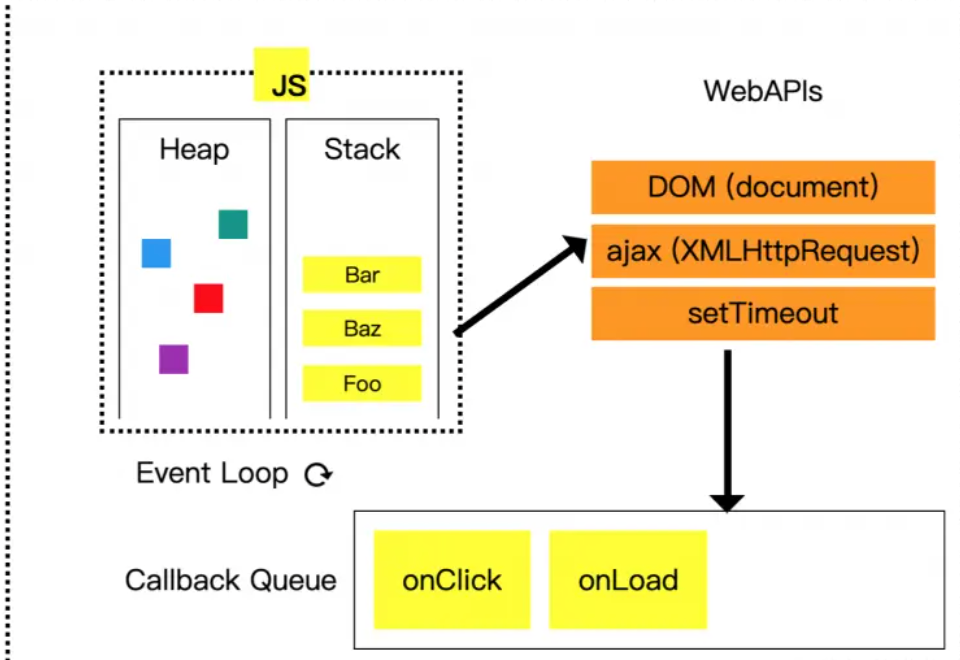 JS
WebAPIs
Heap
Stack
DOM (document)
ajax (XMLHttpRequest)
setTimeout
Bar
Baz
Foo
Event Loop
Callback Queue
onClick
onLoad